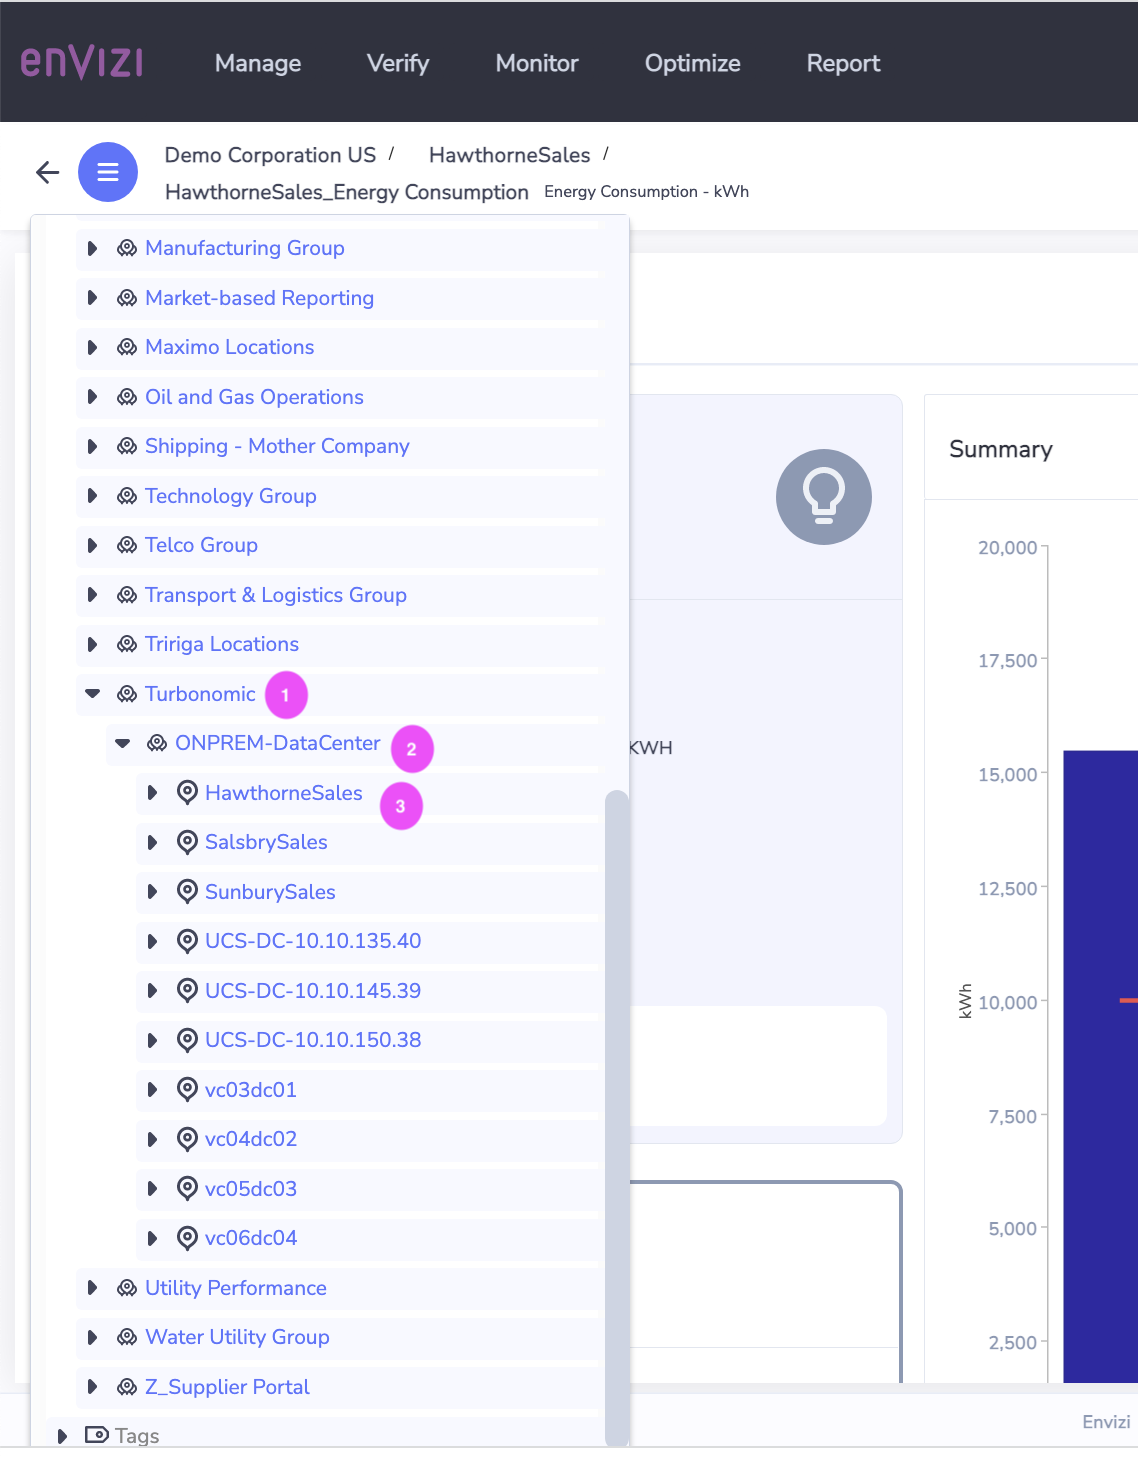 enVIZI
Manage
Verify
Monitor
Optimize
Report
Demo Corporation US / HawthorneSales /
HawthorneSales_Energy Consumption Energy Consumption - kWh
Manufacturing Group
Market-based Reporting
Maximo Locations
Oil and Gas Operations
Shipping - Mother Company
Technology Group
Telco Group
Transport & Logistics Group
Tririga Locations
Turbonomic 1
ONPREM-DataCenter 2
HawthorneSales 3
SalsbrySales
SunburySales
UCS-DC-10.10.135.40
UCS-DC-10.10.145.39
UCS-DC-10.10.150.38
vc03dc01
vc04dc02
vc05dc03
vc06dc04
Utility Performance
Water Utility Group
Z_Supplier Portal
Tags
KWH
Summary
20,000
17,500
15,000
12,500
10,000
7,500
5,000
2,500
kWh
Envizi